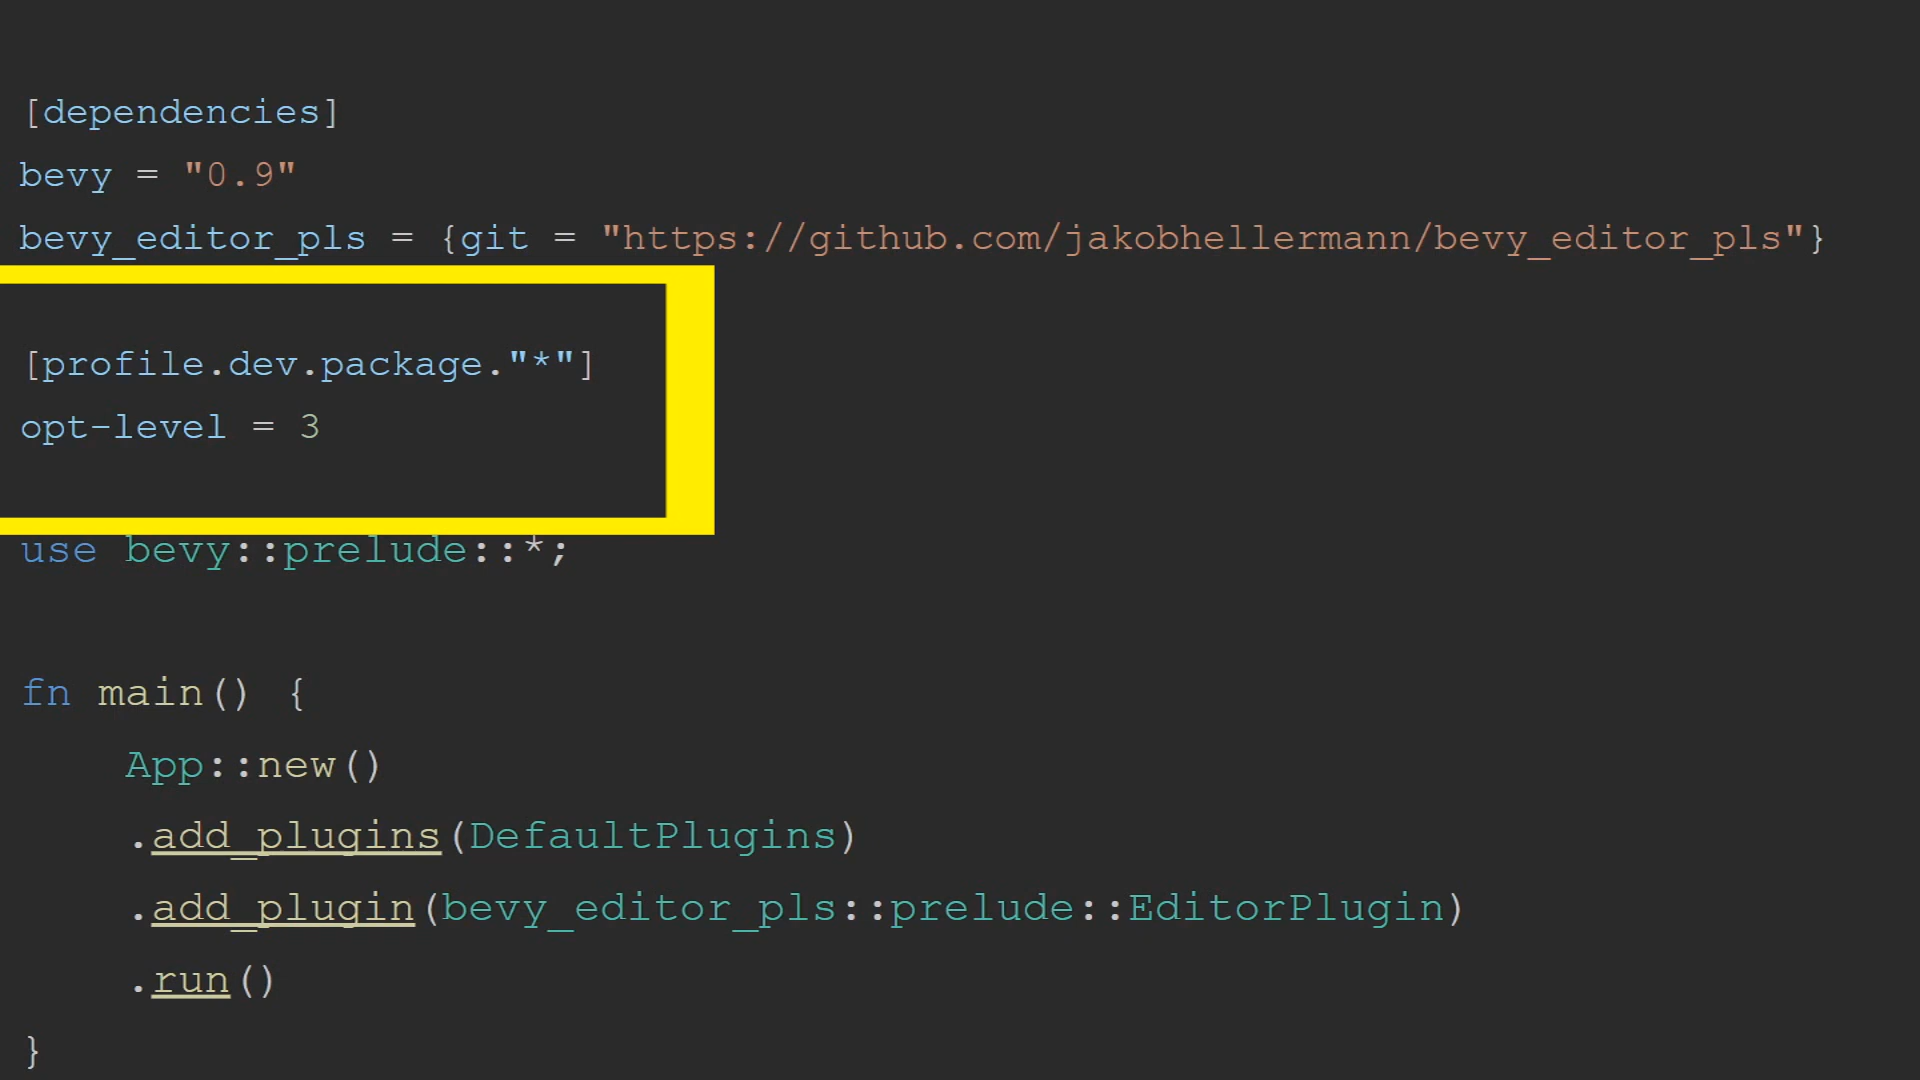 [dependencies]
bevy = "0.9"
bevy_editor_pls = {git = "https://github.com/jakobhellermann/bevy_editor_pls"}
[profile.dev.package."*"]
opt-level = 3
use bevy::prelude::*;
fn main() {
App::new()
.add_plugins(DefaultPlugins)
.add_plugin(bevy_editor_pls::prelude::EditorPlugin)
.run()
}